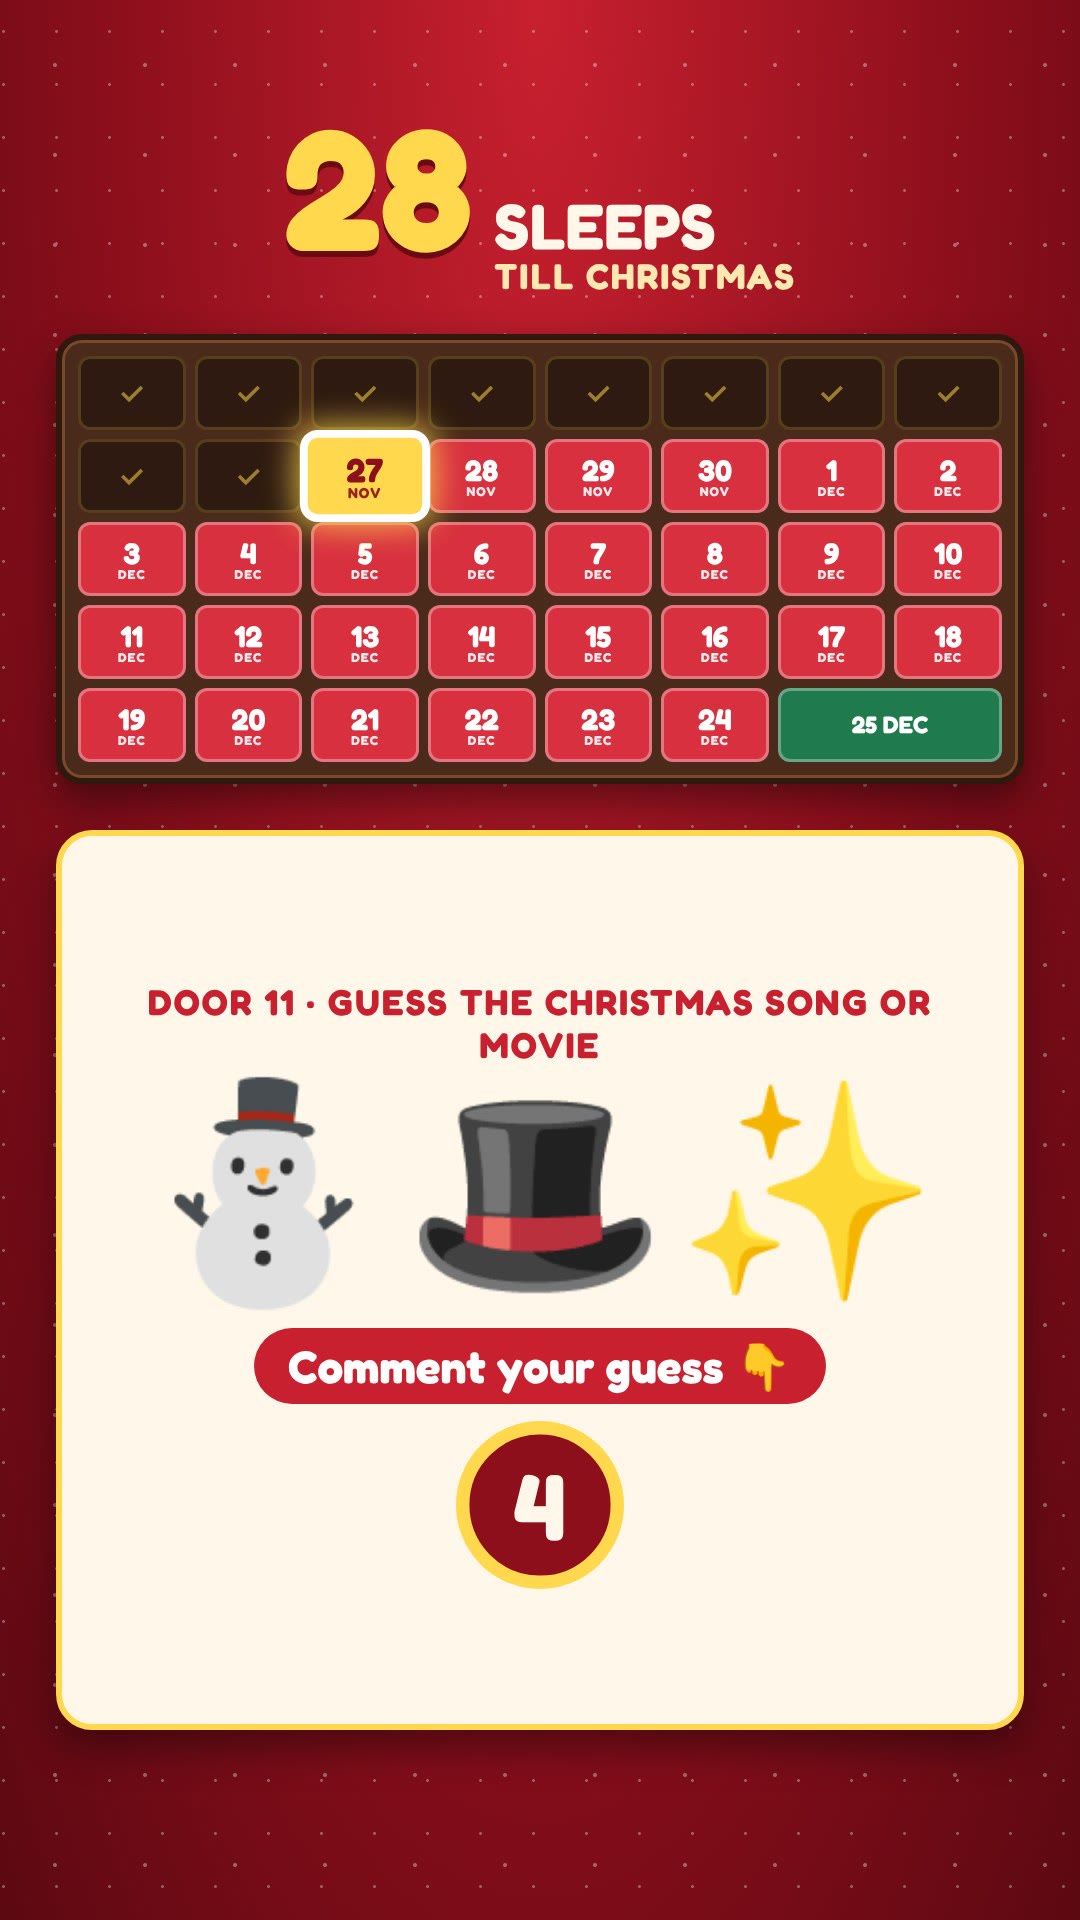 28
SLEEPS
TILL CHRISTMAS
27 NOV
28 NOV
29 NOV
30 NOV
1 DEC
2 DEC
3 DEC
4 DEC
5 DEC
6 DEC
7 DEC
8 DEC
9 DEC
10 DEC
11 DEC
12 DEC
13 DEC
14 DEC
15 DEC
16 DEC
17 DEC
18 DEC
19 DEC
20 DEC
21 DEC
22 DEC
23 DEC
24 DEC
25 DEC
DOOR 11 · GUESS THE CHRISTMAS SONG OR
MOVIE
Comment your guess 👇
4